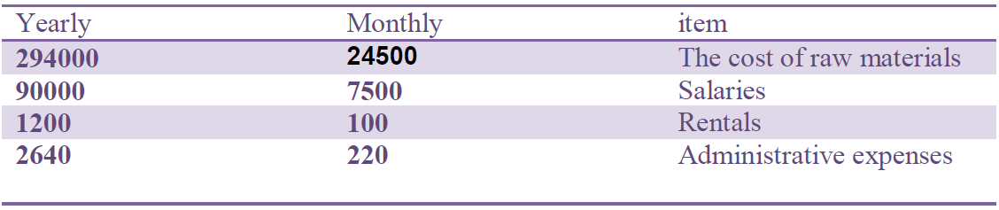 Yearly Monthly item
294000 24500 The cost of raw materials
90000 7500 Salaries
1200 100 Rentals
2640 220 Administrative expenses